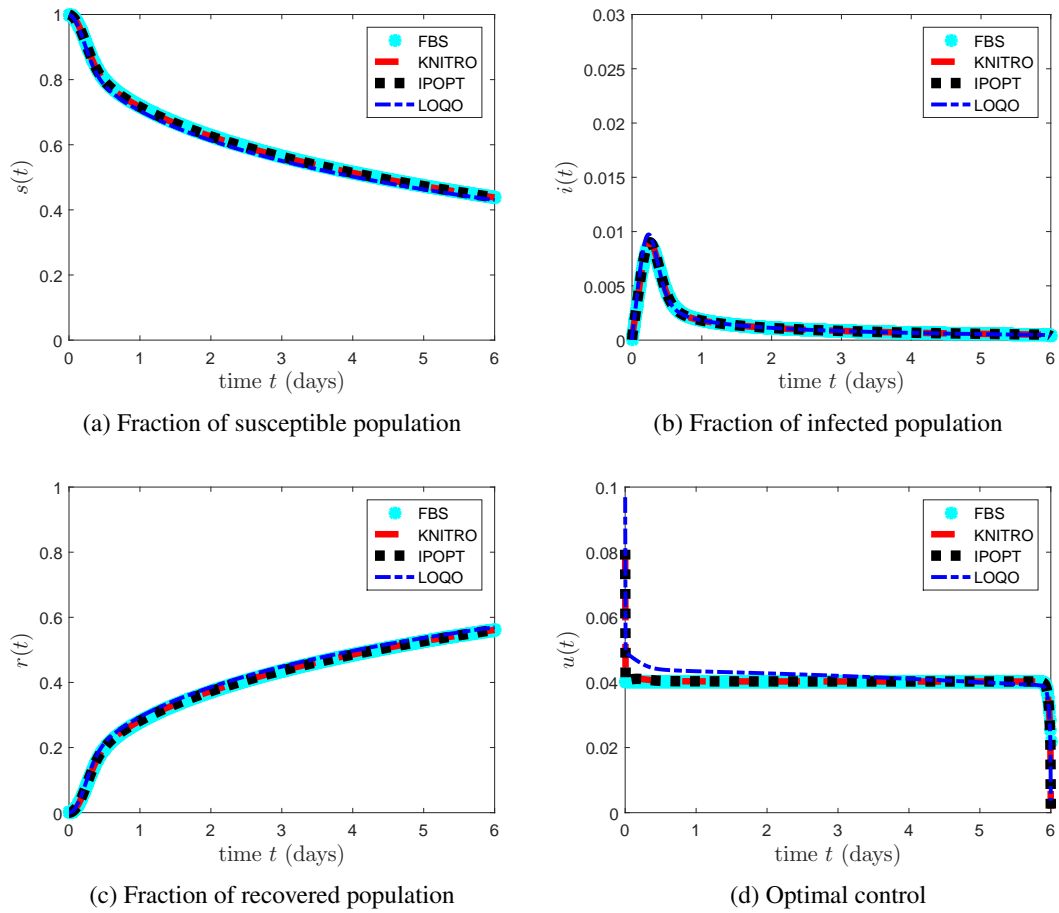 1
0.8
0.6
0.4
0.2
0
s(t)
0 1 2 3 4 5 6
time t (days)
FBS
KNITRO
IPOPT
LOQO
(a) Fraction of susceptible population
0.03
0.025
0.02
0.015
0.01
0.005
0
i(t)
0 1 2 3 4 5 6
time t (days)
FBS
KNITRO
IPOPT
LOQO
(b) Fraction of infected population
1
0.8
0.6
0.4
0.2
0
r(t)
0 1 2 3 4 5 6
time t (days)
FBS
KNITRO
IPOPT
LOQO
(c) Fraction of recovered population
0.1
0.08
0.06
0.04
0.02
0
u(t)
0 1 2 3 4 5 6
time t (days)
FBS
KNITRO
IPOPT
LOQO
(d) Optimal control